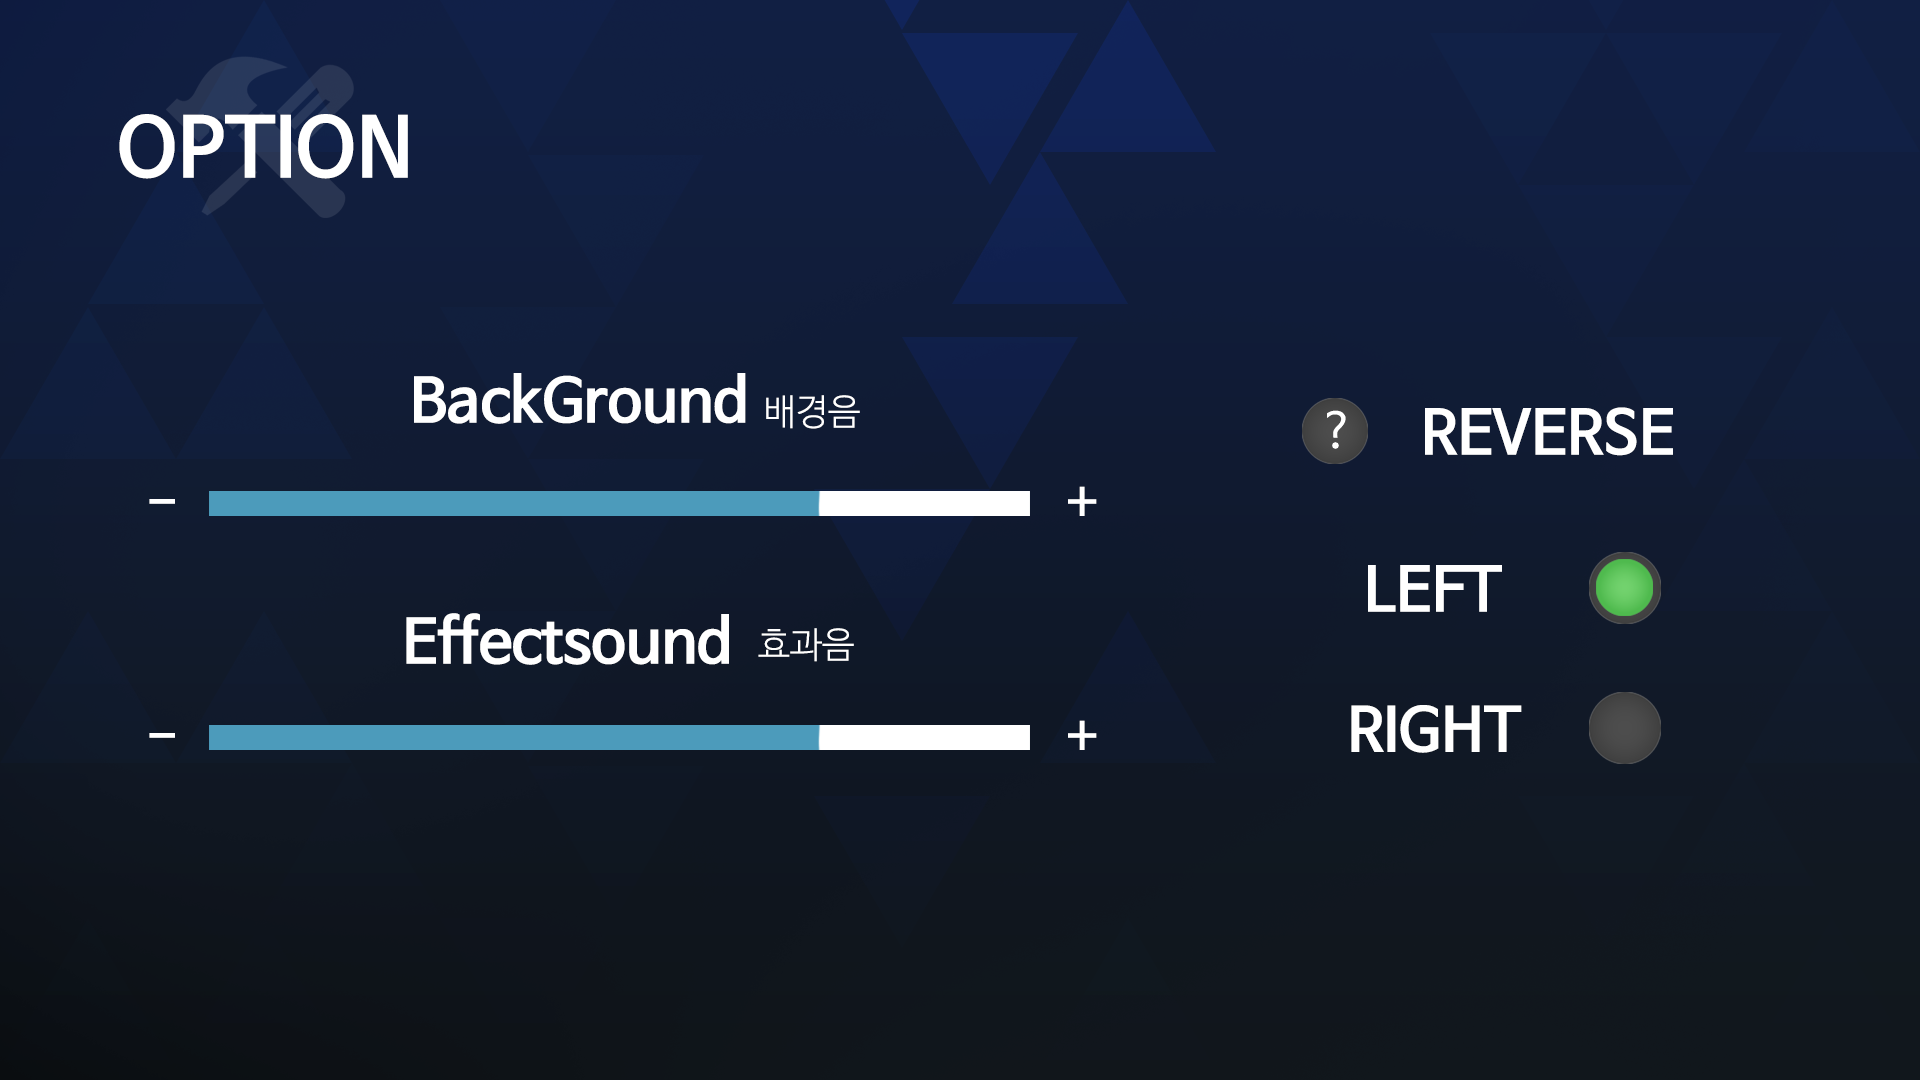 OPTION
BackGround 배경음
- +
Effectsound 효과음
- +
? REVERSE
LEFT
RIGHT